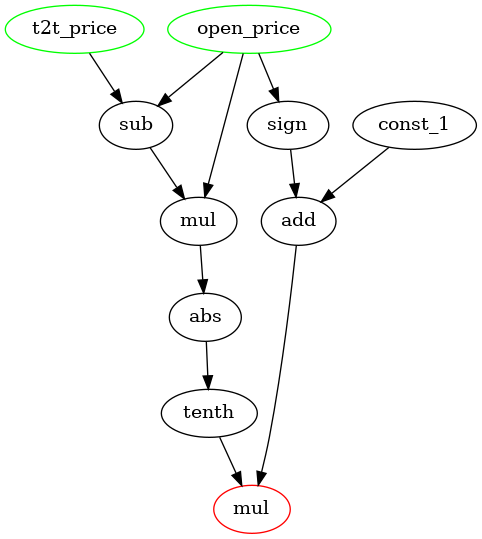 t2t_price
open_price
sub
sign
const_1
mul
add
abs
tenth
mul